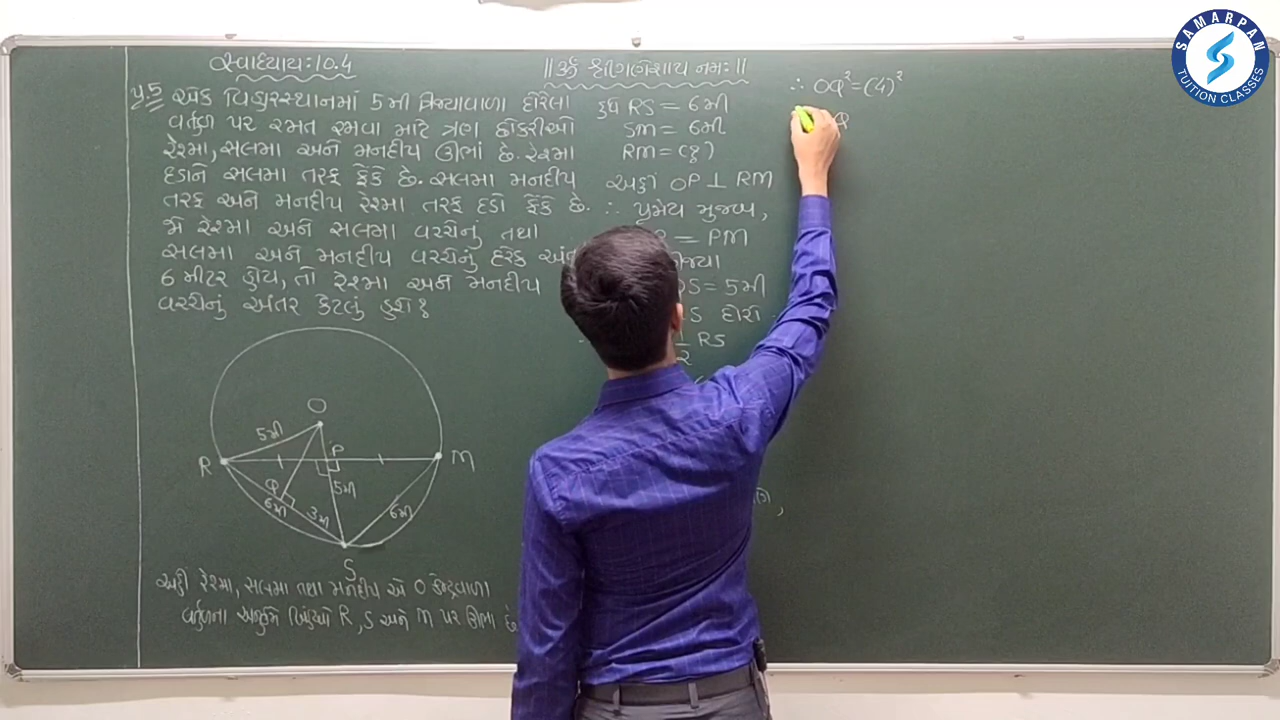 સ્વાધ્યાય:10.4
||ૐ શ્રી ગણેશાય નમઃ||
પ્ર.5 એક વિહારસ્થાનમાં 5મી ત્રિજ્યાવાળા દોરેલા
વર્તુળ પર રમત રમવા માટે ત્રણ છોકરીઓ
રેશ્મા, સલમા અને મનદીપ ઊભાં છે. રેશ્મા
દડાને સલમા તરફ ફેંકે છે. સલમા મનદીપ
તરફ અને મનદીપ રેશ્મા તરફ દડો ફેંકે છે.
જો રેશ્મા અને સલમા વચ્ચેનું તથા
સલમા અને મનદીપ વચ્ચેનું દરેક
6 મીટર હોય, તો રેશ્મા અને મનદીપ
વચ્ચેનું અંતર કેટલું હશે?
O
5મી
R
P
M
Q
5મી
6મી
3મી
6મી
S
અહીં રેશ્મા, સલમા તથા મનદીપ એ O કેન્દ્રવાળા
વર્તુળના અનુક્રમે બિંદુઓ R, S અને M પર ઊભા છે
RS = 6મી
SM = 6મી
RM = (?)
અહીં OP ⊥ RM
∴ પ્રમેય મુજબ,
= PM
S = 5મી
S દોરો.
RS
2
∴ OQ² = (4)²
Q
SAMARPAN
TUITION CLASSES